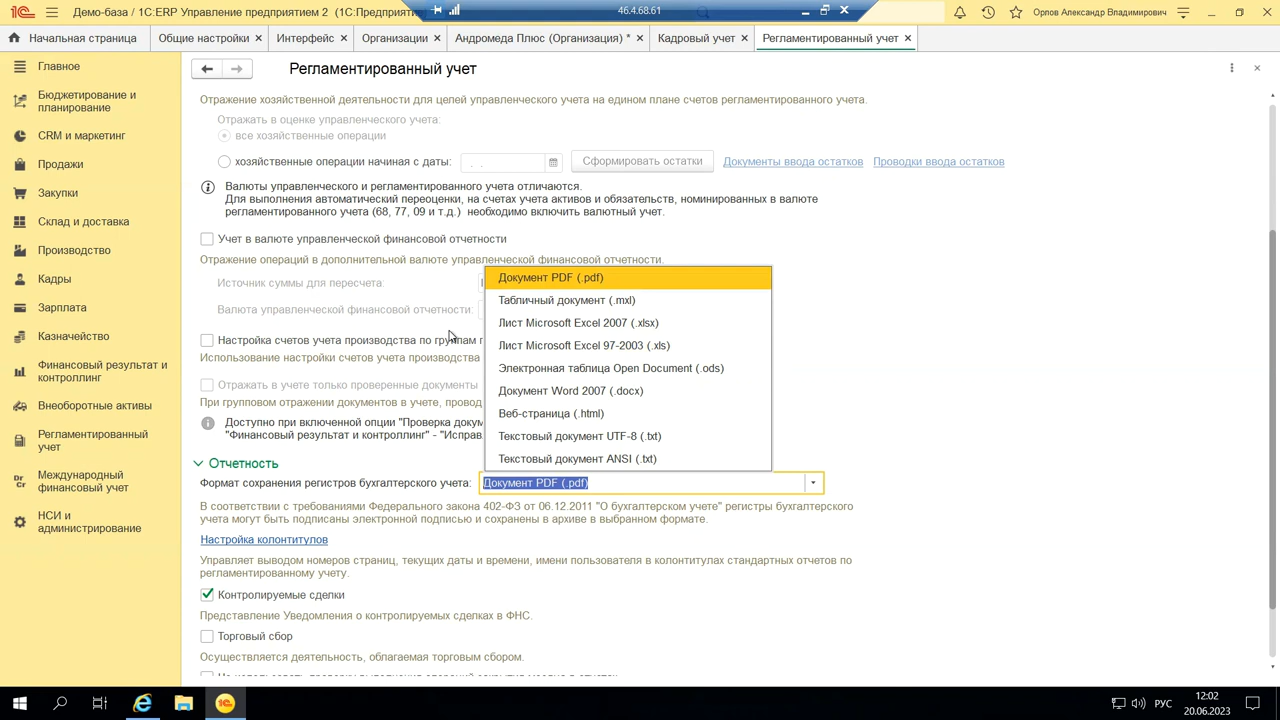 Демо-база / 1С:ERP Управление предприятием 2 (1С:Предприятие
46.4.68.61
Орлов Александр Владимирович
Начальная страница
Общие настройки ×
Интерфейс ×
Организации ×
Андромеда Плюс (Организация) * ×
Кадровый учет ×
Регламентированный учет ×
Главное
Бюджетирование и
планирование
CRM и маркетинг
Продажи
Закупки
Склад и доставка
Производство
Кадры
Зарплата
Казначейство
Финансовый результат и
контроллинг
Внеоборотные активы
Регламентированный
учет
Международный
финансовый учет
НСИ и
администрирование
Регламентированный учет
Отражение хозяйственной деятельности для целей управленческого учета на едином плане счетов регламентированного учета.
Отражать в оценке управленческого учета:
все хозяйственные операции
хозяйственные операции начиная с даты: . . Сформировать остатки Документы ввода остатков Проводки ввода остатков
Валюты управленческого и регламентированного учета отличаются.
Для выполнения автоматический переоценки, на счетах учета активов и обязательств, номинированных в валюте
регламентированного учета (68, 77, 09 и т.д.) необходимо включить валютный учет.
Учет в валюте управленческой финансовой отчетности
Отражение операций в дополнительной валюте управленческой финансовой отчетности.
Источник суммы для пересчета:
Валюта управленческой финансовой отчетности:
Настройка счетов учета производства по группам
Использование настройки счетов учета производства
Отражать в учете только проверенные документы
При групповом отражении документов в учете, провод
Доступно при включенной опции "Проверка докум
"Финансовый результат и контроллинг" - "Исправ
Документ PDF (.pdf)
Табличный документ (.mxl)
Лист Microsoft Excel 2007 (.xlsx)
Лист Microsoft Excel 97-2003 (.xls)
Электронная таблица Open Document (.ods)
Документ Word 2007 (.docx)
Веб-страница (.html)
Текстовый документ UTF-8 (.txt)
Текстовый документ ANSI (.txt)
Отчетность
Формат сохранения регистров бухгалтерского учета: Документ PDF (.pdf)
В соответствии с требованиями Федерального закона 402-ФЗ от 06.12.2011 "О бухгалтерском учете" регистры бухгалтерского
учета могут быть подписаны электронной подписью и сохранены в архиве в выбранном формате.
Настройка колонтитулов
Управляет выводом номеров страниц, текущих даты и времени, имени пользователя в колонтитулах стандартных отчетов по
регламентированному учету.
Контролируемые сделки
Представление Уведомления о контролируемых сделках в ФНС.
Торговый сбор
Осуществляется деятельность, облагаемая торговым сбором.
РУС
12:02
20.06.2023